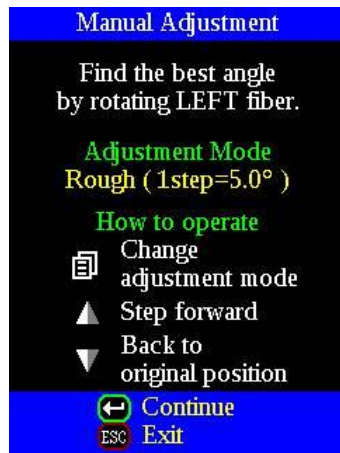 Manual Adjustment
Find the best angle
by rotating LEFT fiber.
Adjustment Mode
Rough ( 1step=5.0° )
How to operate
Change
adjustment mode
Step forward
Back to
original position
Continue
ESC Exit